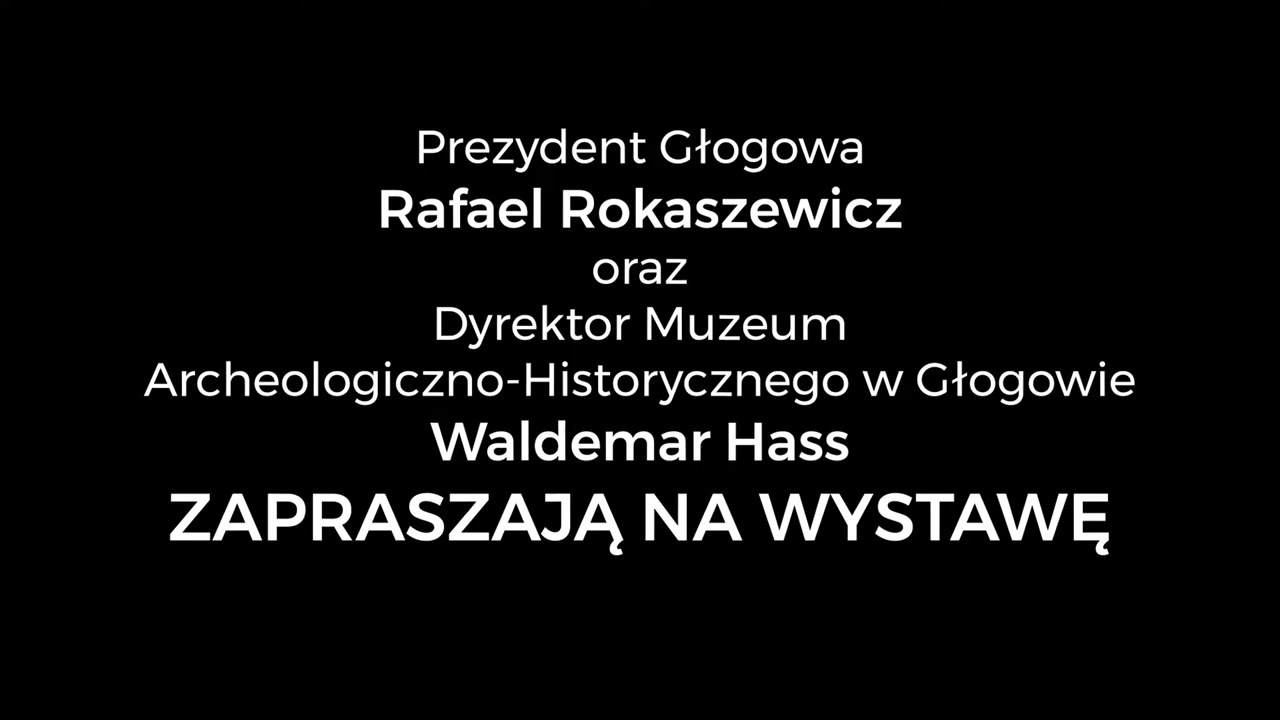 Prezydent Głogowa
Rafael Rokaszewicz
oraz
Dyrektor Muzeum
Archeologiczno-Historycznego w Głogowie
Waldemar Hass
ZAPRASZAJĄ NA WYSTAWĘ